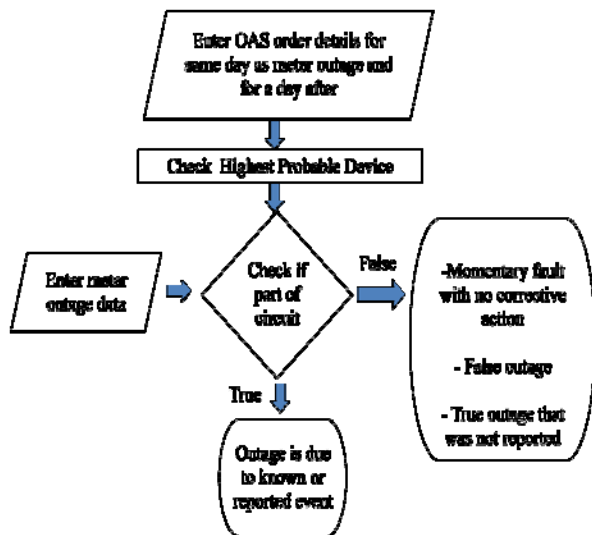 Enter OAS order details for
same day as meter outage and
for a day after
Check Highest Probable Device
Enter meter
outage data
Check if
part of
circuit
False
-Momentary fault
with no corrective
action
- False outage
- True outage that
was not reported
True
Outage is due
to known or
reported event